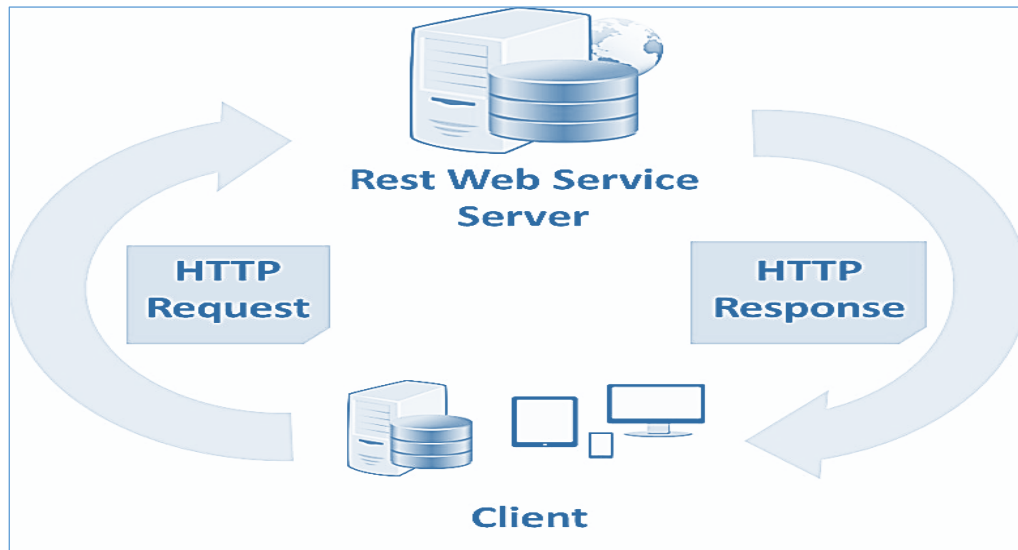 Rest Web Service
Server
HTTP
Request
HTTP
Response
Client